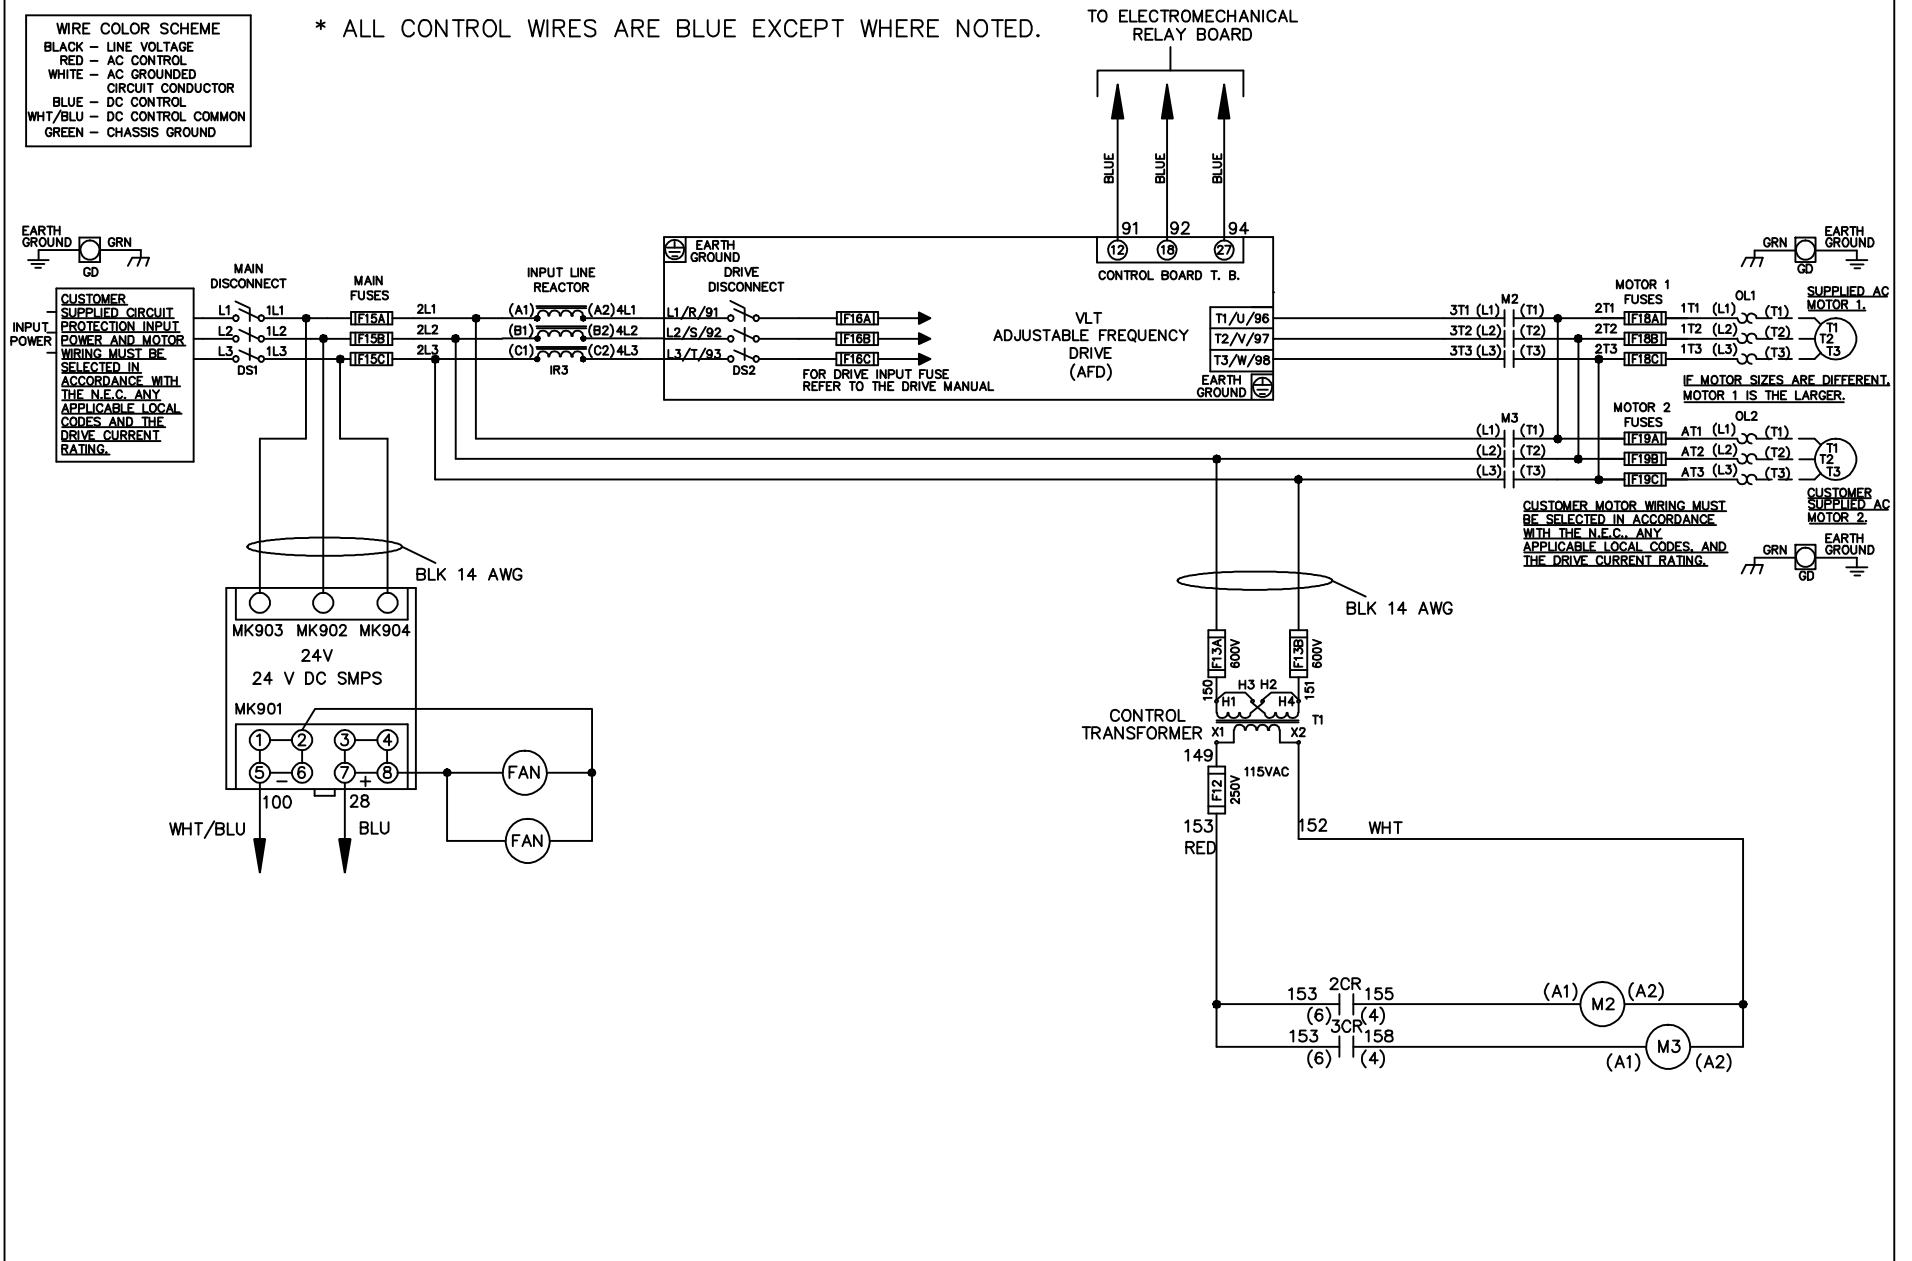 WIRE COLOR SCHEME
BLACK – LINE VOLTAGE
RED – AC CONTROL
WHITE – AC GROUNDED
CIRCUIT CONDUCTOR
BLUE – DC CONTROL
WHT/BLU – DC CONTROL COMMON
GREEN – CHASSIS GROUND
* ALL CONTROL WIRES ARE BLUE EXCEPT WHERE NOTED.
TO ELECTROMECHANICAL
RELAY BOARD
BLUE
BLUE
BLUE
91
92
94
12
18
27
CONTROL BOARD T. B.
EARTH
GROUND
GRN
GD
INPUT
POWER
CUSTOMER
SUPPLIED CIRCUIT
PROTECTION INPUT
POWER AND MOTOR
WIRING MUST BE
SELECTED IN
ACCORDANCE WITH
THE N.E.C. ANY
APPLICABLE LOCAL
CODES AND THE
DRIVE CURRENT
RATING.
MAIN
DISCONNECT
L1
1L1
L2
1L2
L3
1L3
DS1
MAIN
FUSES
F15A
F15B
F15C
2L1
2L2
2L3
INPUT LINE
REACTOR
(A1)
(A2)4L1
(B1)
(B2)4L2
(C1)
(C2)4L3
IR3
EARTH
GROUND
DRIVE
DISCONNECT
L1/R/91
L2/S/92
L3/T/93
DS2
F16A
F16B
F16C
FOR DRIVE INPUT FUSE
REFER TO THE DRIVE MANUAL
VLT
ADJUSTABLE FREQUENCY
DRIVE
(AFD)
T1/U/96
T2/V/97
T3/W/98
EARTH
GROUND
M2
3T1 (L1)
(T1)
3T2 (L2)
(T2)
3T3 (L3)
(T3)
MOTOR 1
FUSES
2T1
F18A
1T1
2T2
F18B
1T2
2T3
F18C
1T3
OL1
(L1)
(T1)
(L2)
(T2)
(L3)
(T3)
GRN
EARTH
GROUND
GD
SUPPLIED AC
MOTOR 1.
T1
T2
T3
IF MOTOR SIZES ARE DIFFERENT,
MOTOR 1 IS THE LARGER.
M3
(L1)
(T1)
(L2)
(T2)
(L3)
(T3)
MOTOR 2
FUSES
F19A
AT1
F19B
AT2
F19C
AT3
OL2
(L1)
(T1)
(L2)
(T2)
(L3)
(T3)
T1
T2
T3
CUSTOMER
SUPPLIED AC
MOTOR 2.
CUSTOMER MOTOR WIRING MUST
BE SELECTED IN ACCORDANCE
WITH THE N.E.C., ANY
APPLICABLE LOCAL CODES, AND
THE DRIVE CURRENT RATING.
GRN
EARTH
GROUND
GD
BLK 14 AWG
MK903
MK902
MK904
24V
24 V DC SMPS
MK901
1
2
3
4
5
–
6
7
+
8
100
28
WHT/BLU
BLU
FAN
FAN
BLK 14 AWG
F13A
600V
F13B
600V
150
151
H3 H2
H1
H4
CONTROL
TRANSFORMER
T1
X1
X2
149
115VAC
F12
250V
153
RED
152
WHT
2CR
153
155
(6)
(4)
(A1)
M2
(A2)
3CR
153
158
(6)
(4)
(A1)
M3
(A2)